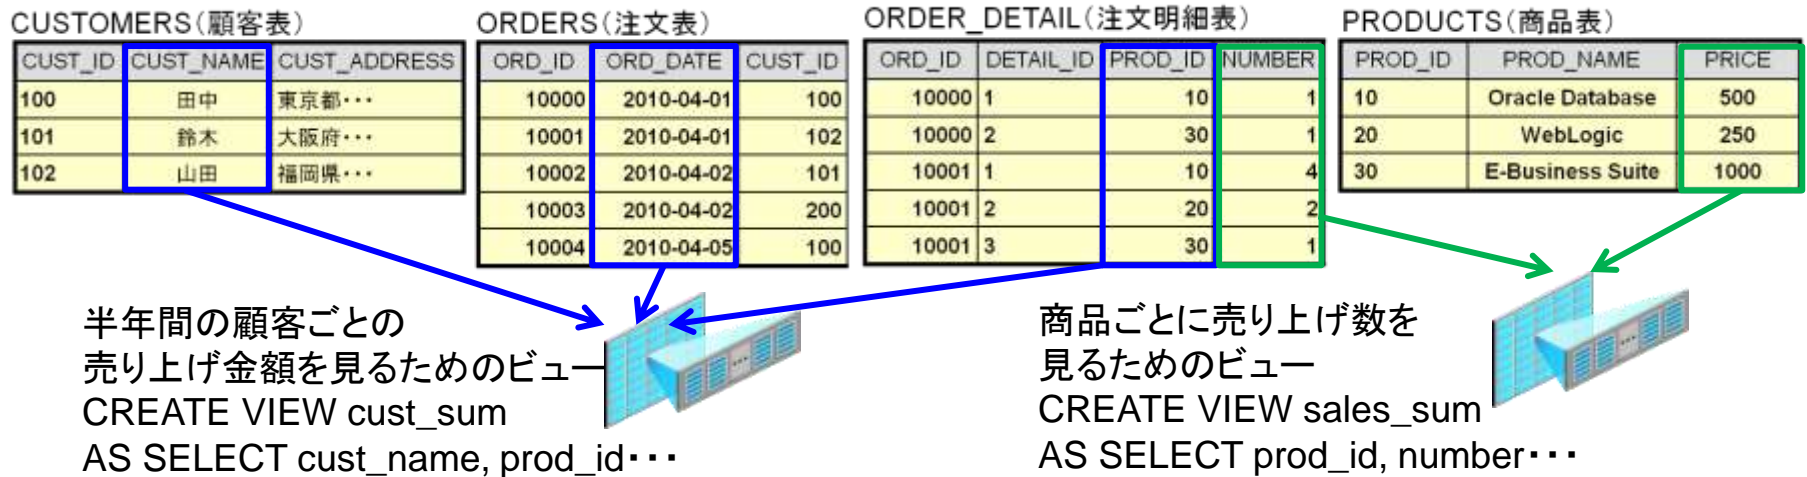 CUSTOMERS(顧客表)
CUST_ID CUST_NAME CUST_ADDRESS
100 田中 東京都・・・
101 鈴木 大阪府・・・
102 山田 福岡県・・・
ORDERS(注文表)
ORD_ID ORD_DATE CUST_ID
10000 2010-04-01 100
10001 2010-04-01 102
10002 2010-04-02 101
10003 2010-04-02 200
10004 2010-04-05 100
ORDER_DETAIL(注文明細表)
ORD_ID DETAIL_ID PROD_ID NUMBER
10000 1 10 1
10000 2 30 1
10001 1 10 4
10001 2 20 2
10001 3 30 1
PRODUCTS(商品表)
PROD_ID PROD_NAME PRICE
10 Oracle Database 500
20 WebLogic 250
30 E-Business Suite 1000
半年間の顧客ごとの
売り上げ金額を見るためのビュー
CREATE VIEW cust_sum
AS SELECT cust_name, prod_id・・・
商品ごとに売り上げ数を
見るためのビュー
CREATE VIEW sales_sum
AS SELECT prod_id, number・・・